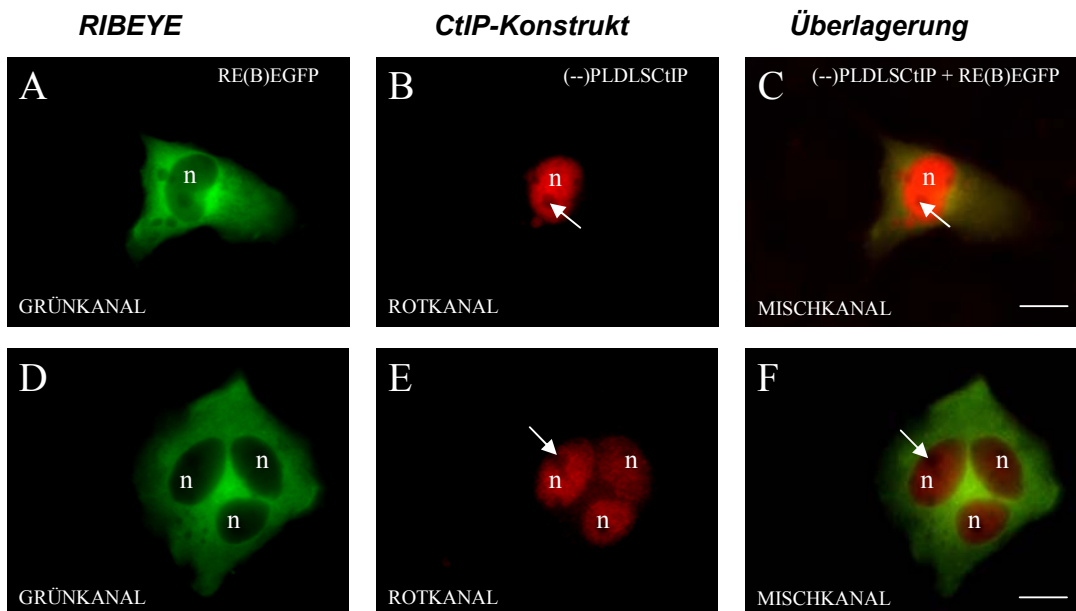 RIBEYE CtIP-Konstrukt Überlagerung
A RE(B)EGFP
n
GRÜNKANAL
B (--)PLDLSCtIP
n
ROTKANAL
C (--)PLDLSCtIP + RE(B)EGFP
n
MISCHKANAL
D
n
n
n
GRÜNKANAL
E
n
n
n
ROTKANAL
F
n
n
n
MISCHKANAL